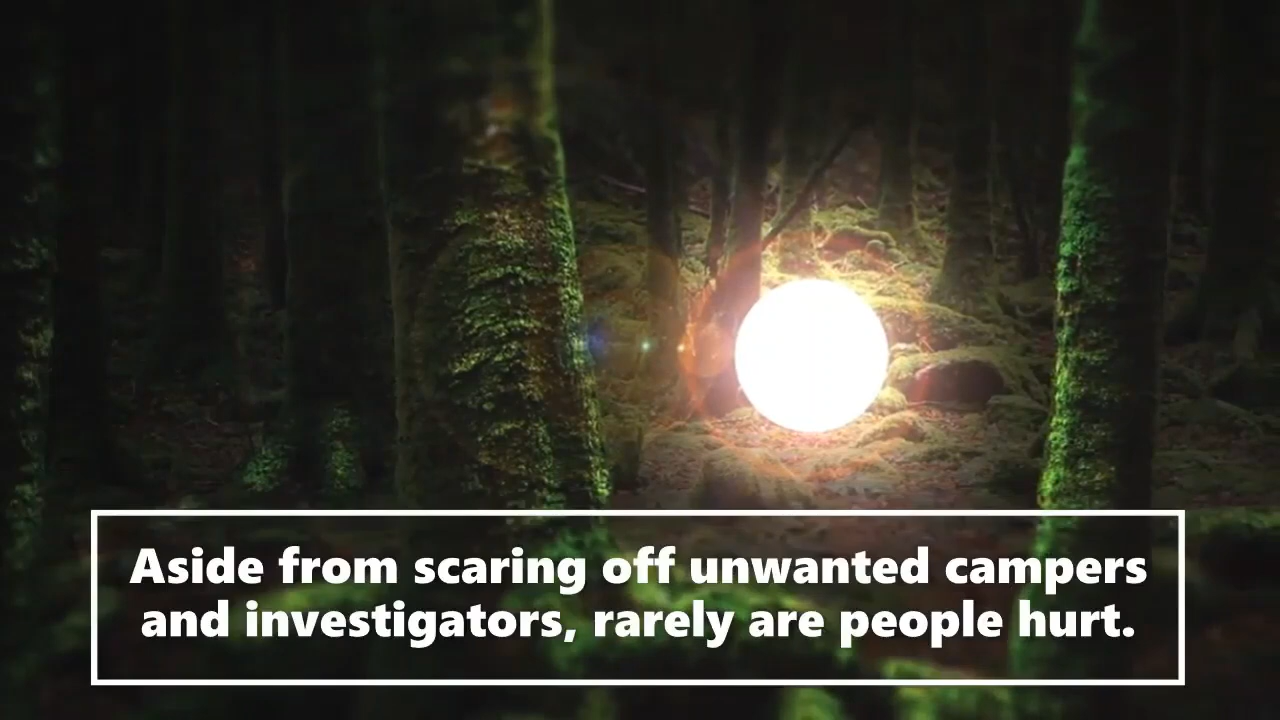 Aside from scaring off unwanted campers
and investigators, rarely are people hurt.